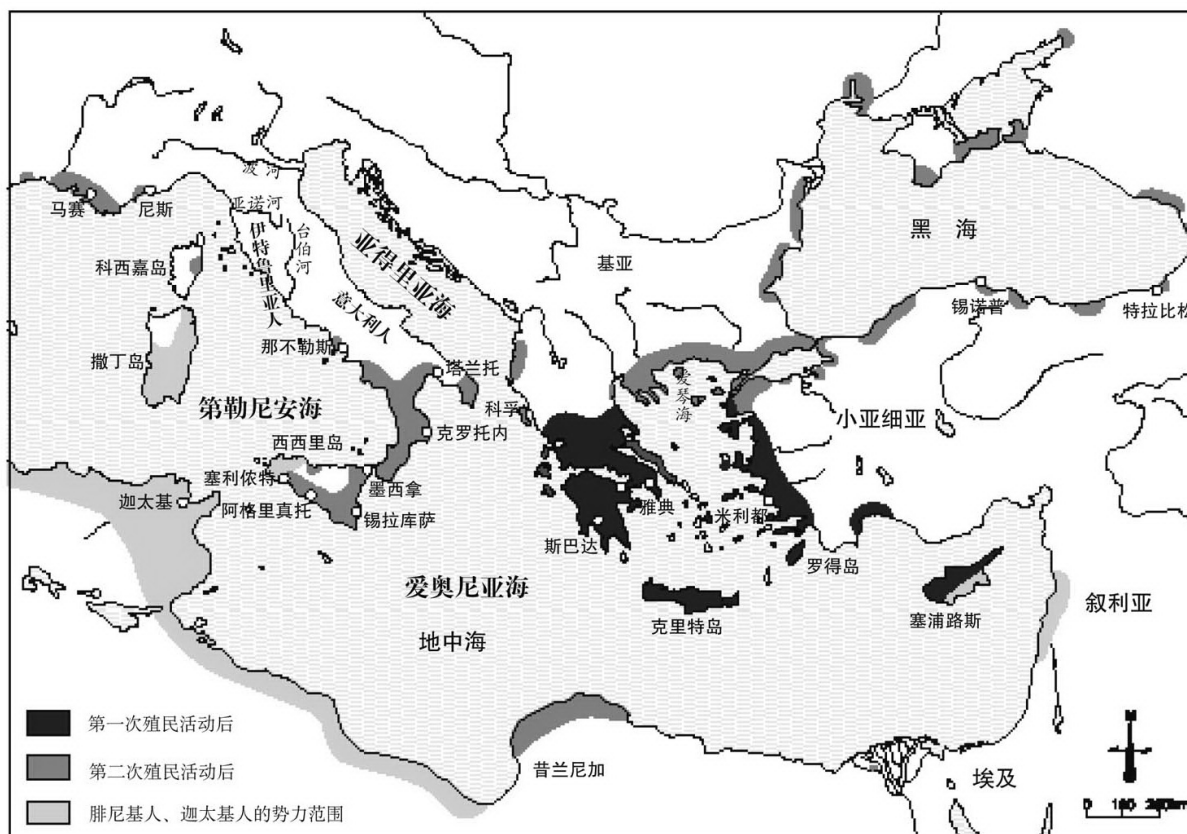 波河
马赛
尼斯
亚诺河
伊特鲁里亚人
台伯河
亚得里亚海
科西嘉岛
意大利人
基亚
黑 海
锡诺普
特拉比松
那不勒斯
撒丁岛
塔兰托
爱琴海
第勒尼安海
科孚
小亚细亚
克罗托内
西西里岛
塞利侬特
墨西拿
迦太基
阿格里真托
锡拉库萨
雅典
米利都
斯巴达
罗得岛
爱奥尼亚海
克里特岛
塞浦路斯
叙利亚
地中海
第一次殖民活动后
第二次殖民活动后
昔兰尼加
埃及
腓尼基人、迦太基人的势力范围